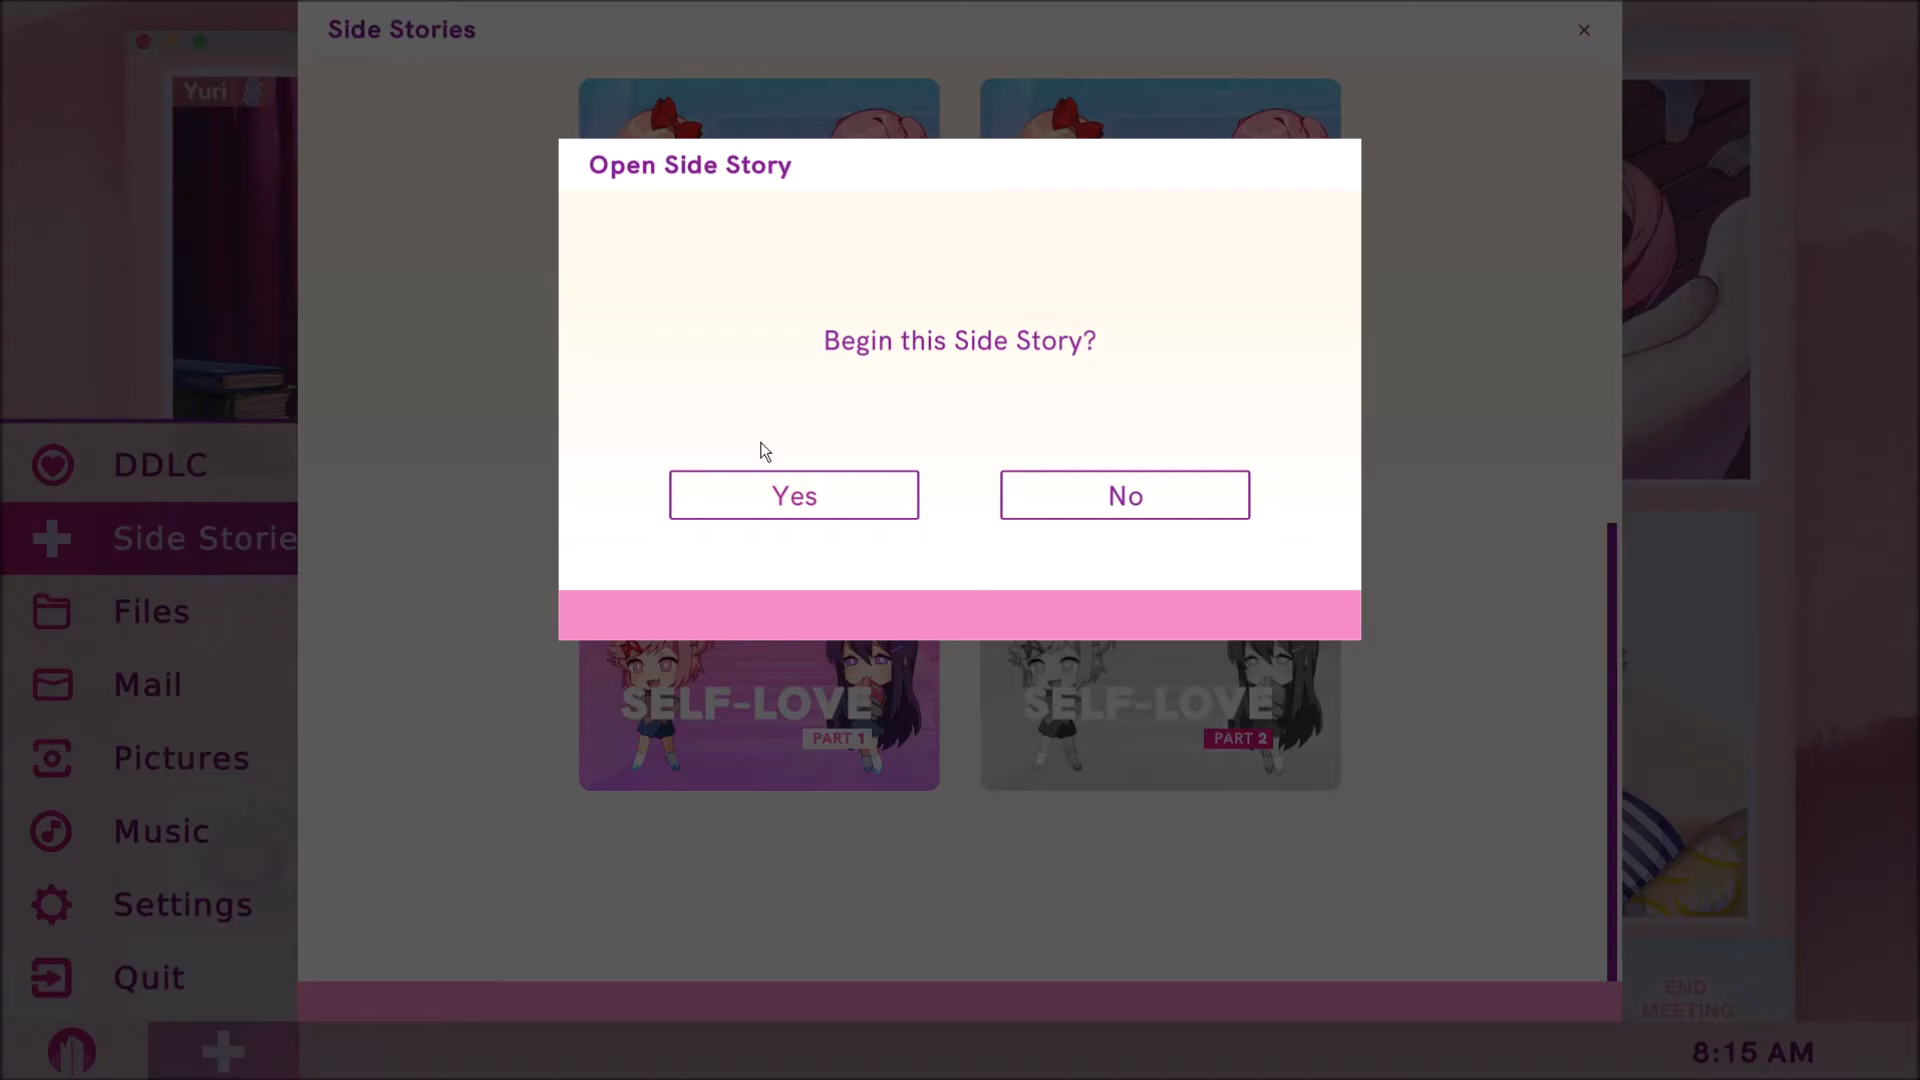 Side Stories
Yuri
Open Side Story
Begin this Side Story?
Yes
No
DDLC
Side Storie
Files
Mail
Pictures
Music
Settings
Quit
SELF-LOVE
PART 1
SELF-LOVE
PART 2
END
MEETING
8:15 AM